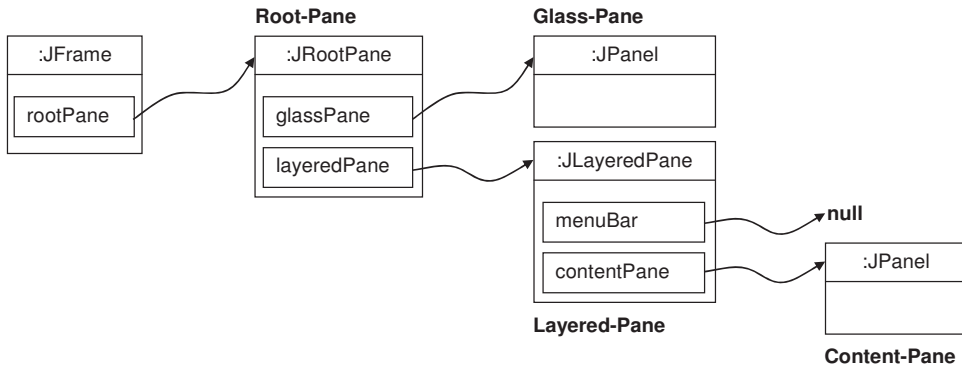 Root-Pane
Glass-Pane
:JFrame
rootPane
:JRootPane
glassPane
layeredPane
:JPanel
:JLayeredPane
menuBar
contentPane
null
:JPanel
Layered-Pane
Content-Pane